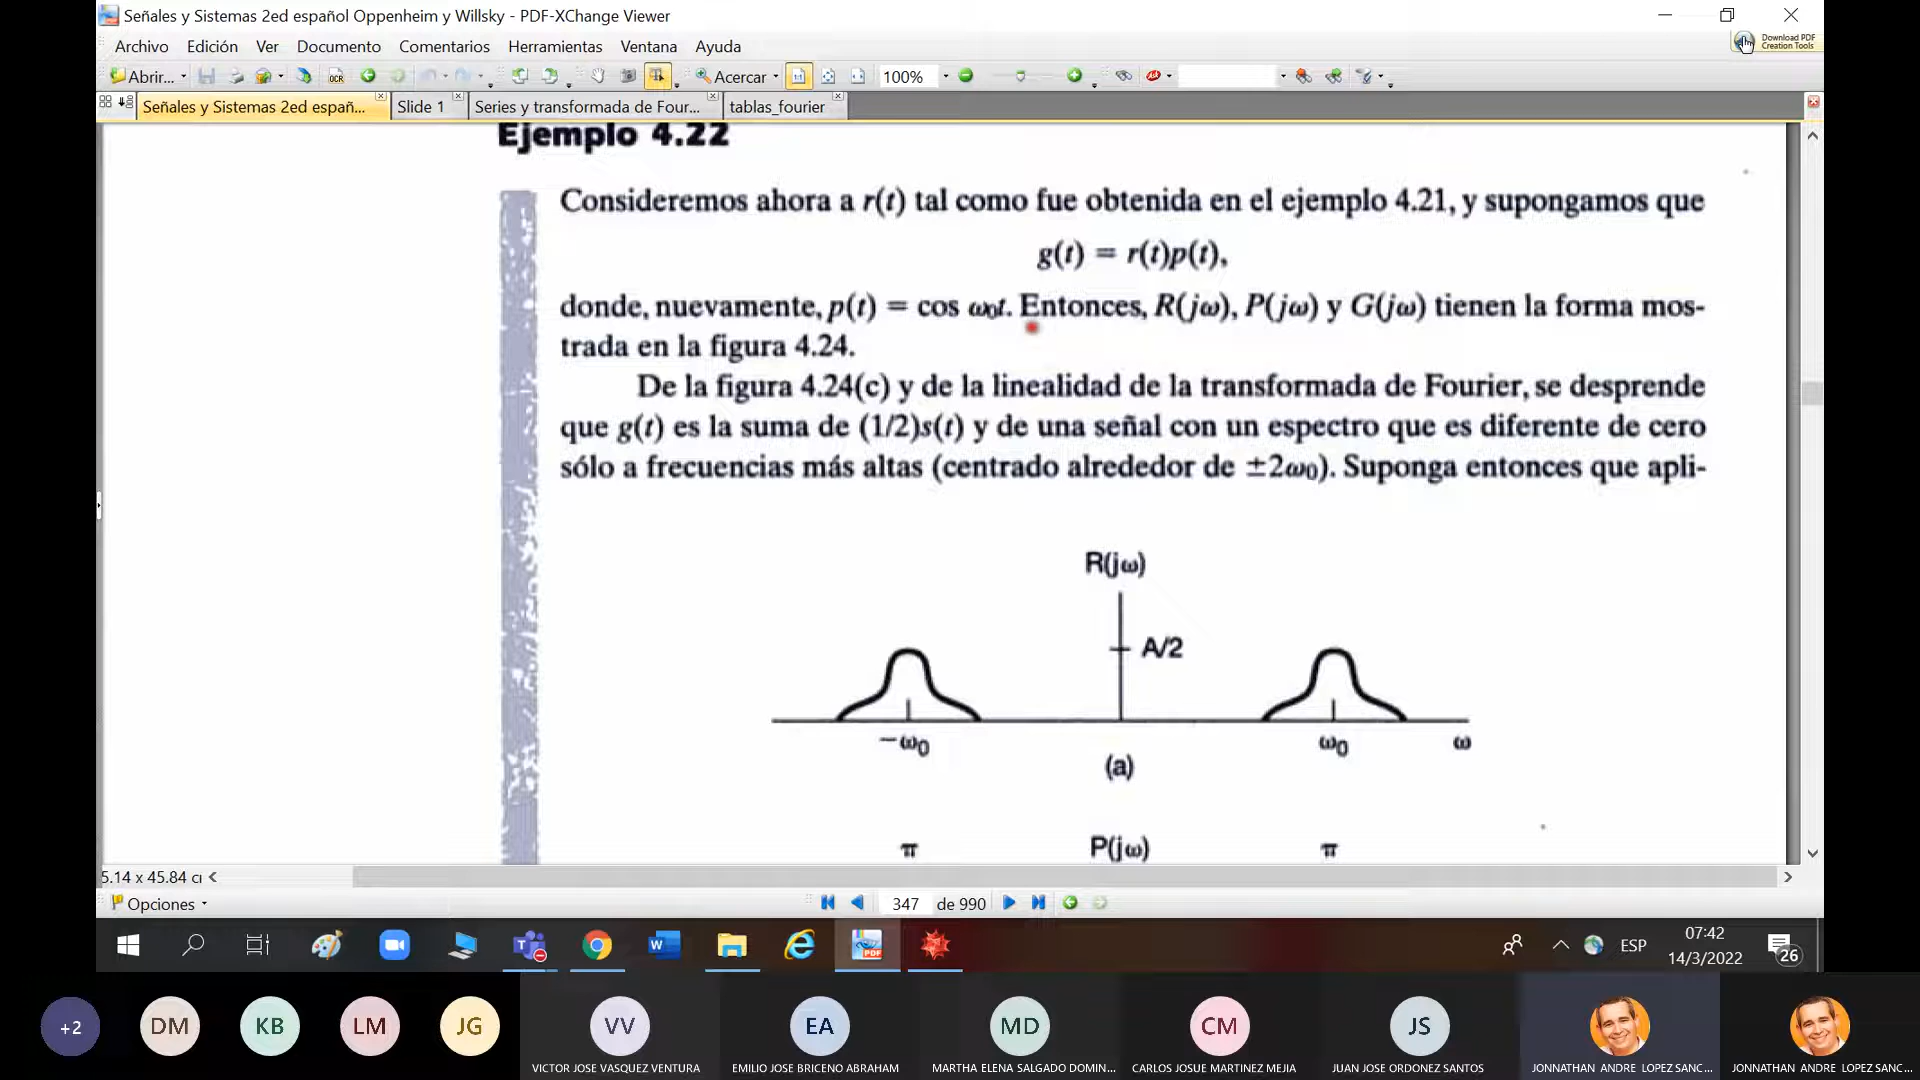 Señales y Sistemas 2ed español Oppenheim y Willsky - PDF-XChange Viewer
Archivo Edición Ver Documento Comentarios Herramientas Ventana Ayuda
Download PDF
Creation Tools
Abrir... OCR Acercar 100%
Señales y Sistemas 2ed españ... Slide 1 Series y transformada de Four... tablas_fourier
Ejemplo 4.22
Consideremos ahora a r(t) tal como fue obtenida en el ejemplo 4.21, y supongamos que
g(t) = r(t)p(t),
donde, nuevamente, p(t) = cos ω0t. Entonces, R(jω), P(jω) y G(jω) tienen la forma mos-
trada en la figura 4.24.
De la figura 4.24(c) y de la linealidad de la transformada de Fourier, se desprende
que g(t) es la suma de (1/2)s(t) y de una señal con un espectro que es diferente de cero
sólo a frecuencias más altas (centrado alrededor de ±2ω0). Suponga entonces que apli-
R(jω)
A/2
−ω0 ω0 ω
(a)
π P(jω) π
5.14 x 45.84 c
Opciones 347 de 990
ESP
07:42
14/3/2022
26
+2 DM KB LM JG VV EA MD CM JS
VICTOR JOSE VASQUEZ VENTURA EMILIO JOSE BRICENO ABRAHAM MARTHA ELENA SALGADO DOMIN... CARLOS JOSUE MARTINEZ MEJIA JUAN JOSE ORDONEZ SANTOS JONNATHAN ANDRE LOPEZ SANC... JONNATHAN ANDRE LOPEZ SANC...